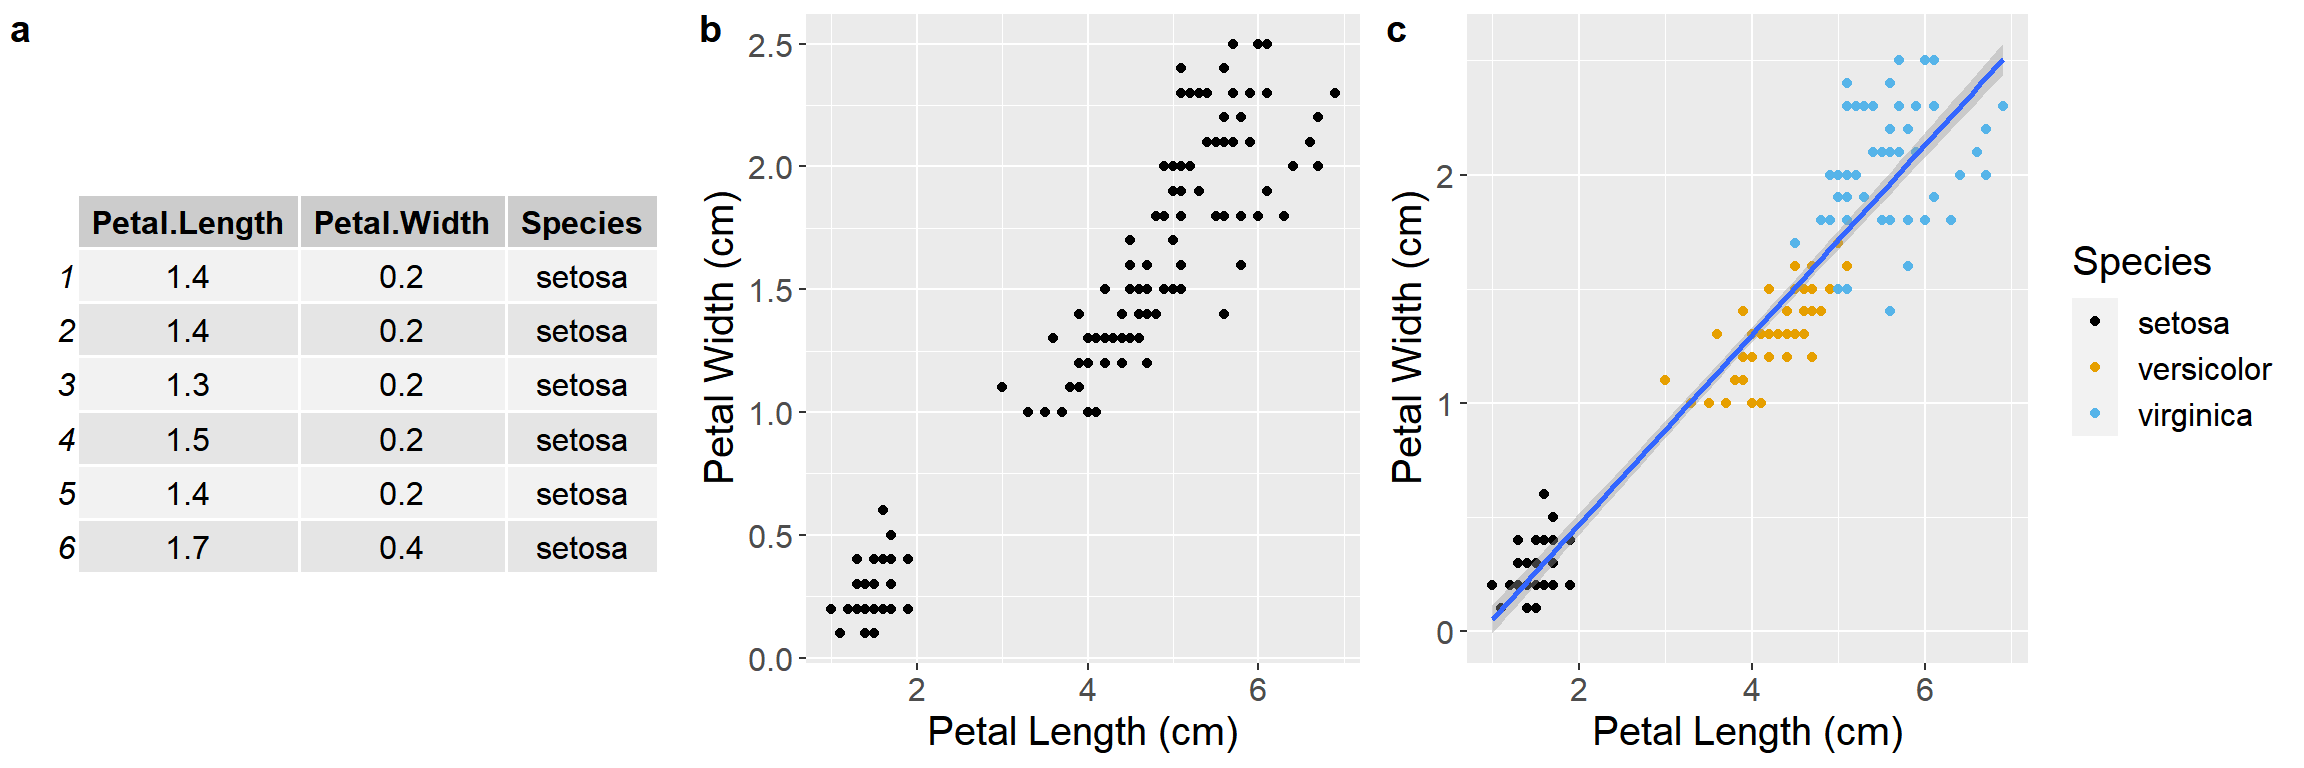 a
Petal.Length Petal.Width Species
1 1.4 0.2 setosa
2 1.4 0.2 setosa
3 1.3 0.2 setosa
4 1.5 0.2 setosa
5 1.4 0.2 setosa
6 1.7 0.4 setosa
b
Petal Width (cm)
2.5
2.0
1.5
1.0
0.5
0.0
2 4 6
Petal Length (cm)
c
Petal Width (cm)
2
1
0
2 4 6
Petal Length (cm)
Species
setosa
versicolor
virginica